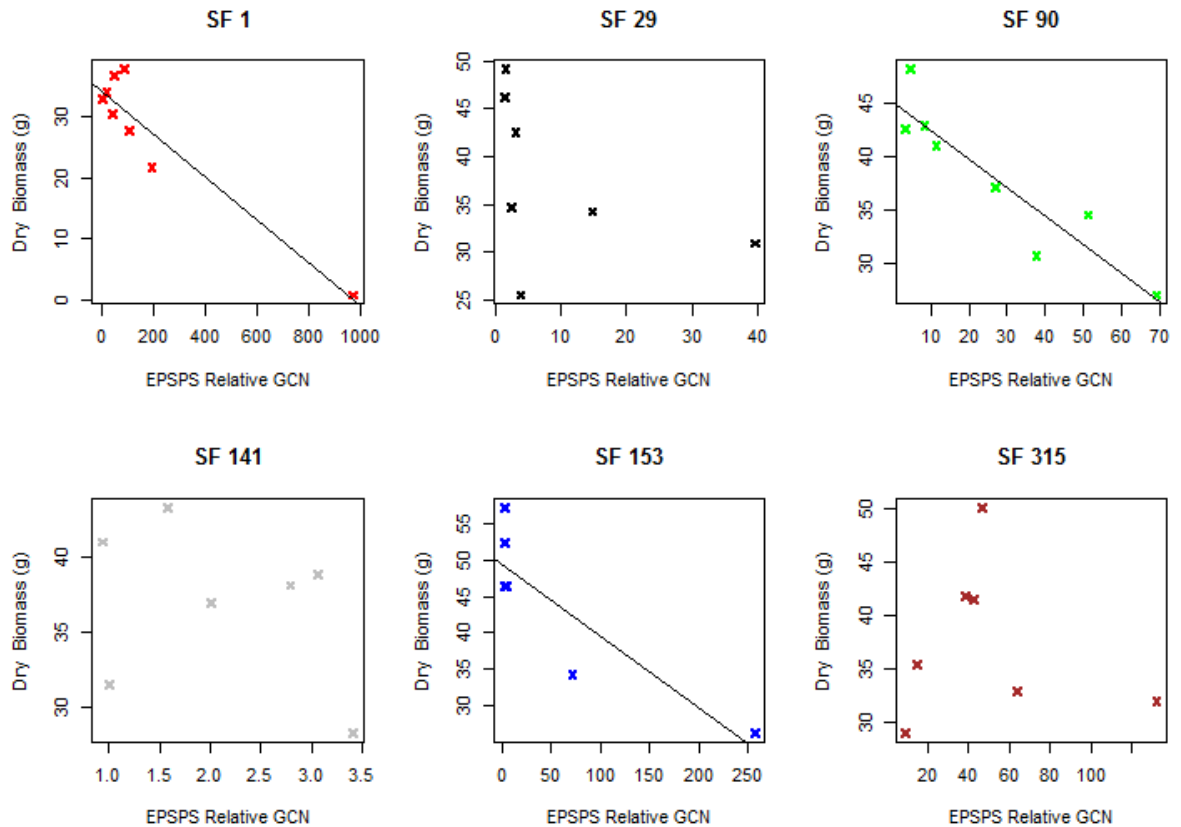 SF 1
Dry Biomass (g)
0 10 20 30
0 200 400 600 800 1000
EPSPS Relative GCN
SF 29
Dry Biomass (g)
25 30 35 40 45 50
0 10 20 30 40
EPSPS Relative GCN
SF 90
Dry Biomass (g)
30 35 40 45
10 20 30 40 50 60 70
EPSPS Relative GCN
SF 141
Dry Biomass (g)
30 35 40
1.0 1.5 2.0 2.5 3.0 3.5
EPSPS Relative GCN
SF 153
Dry Biomass (g)
30 35 40 45 50 55
0 50 100 150 200 250
EPSPS Relative GCN
SF 315
Dry Biomass (g)
30 35 40 45 50
20 40 60 80 100
EPSPS Relative GCN